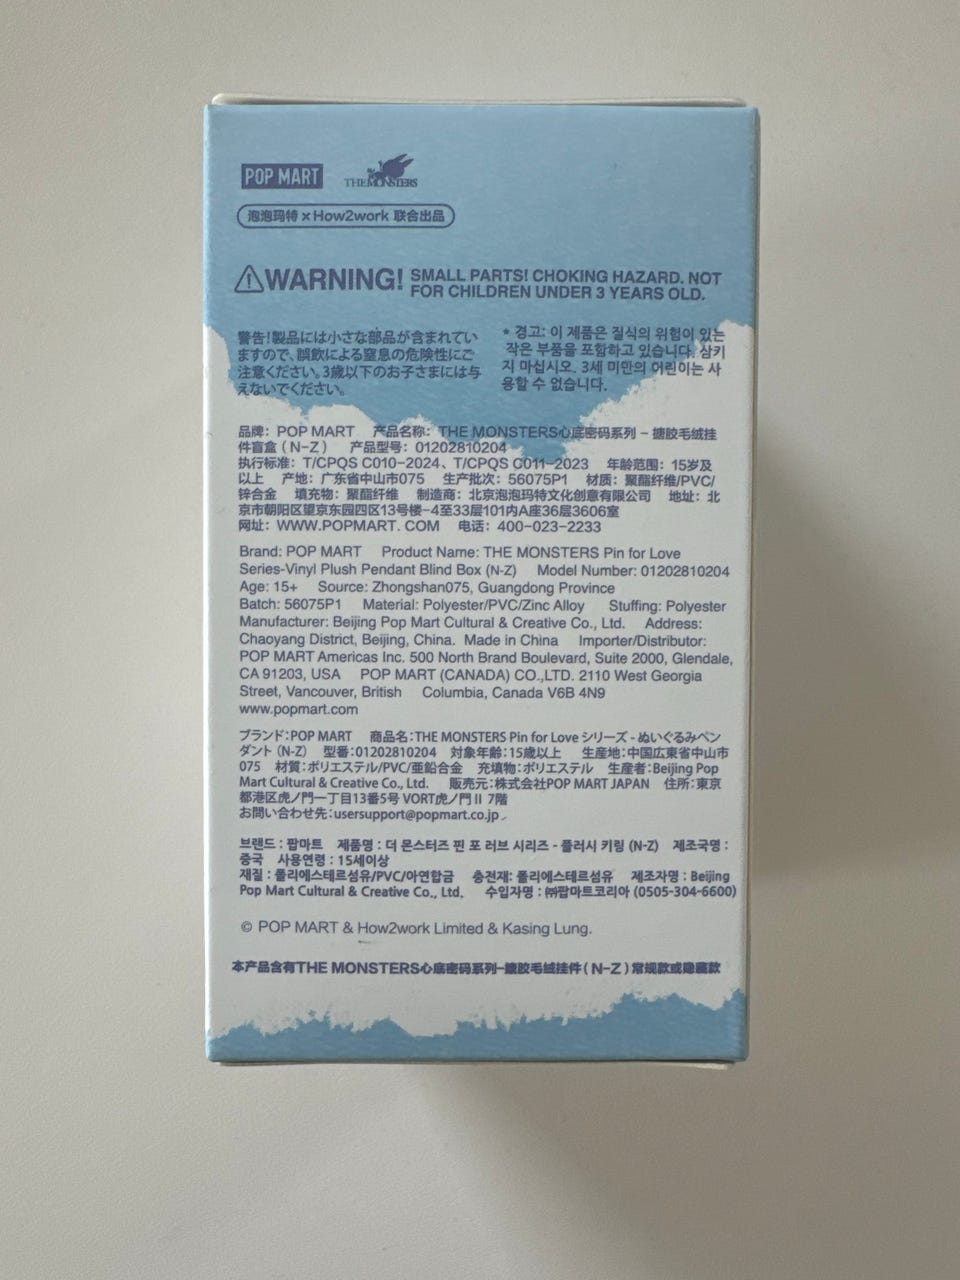 POP MART THE MONSTERS
泡泡玛特 × How2work 联合出品
WARNING! SMALL PARTS! CHOKING HAZARD. NOT
FOR CHILDREN UNDER 3 YEARS OLD.
警告!製品には小さな部品が含まれてい
ますので、誤飲による窒息の危険性にご
注意ください。3歳以下のお子さまには与
えないでください。
* 경고: 이 제품은 질식의 위험이 있는
작은 부품을 포함하고 있습니다. 삼키
지 마십시오. 3세 미만의 어린이는 사
용할 수 없습니다.
品牌：POP MART 产品名称：THE MONSTERS心底密码系列 – 搪胶毛绒挂
件盲盒（N-Z） 产品型号：01202810204
执行标准：T/CPQS C010-2024、T/CPQS C011-2023 年龄范围：15岁及
以上 产地：广东省中山市075 生产批次：56075P1 材质：聚酯纤维/PVC/
锌合金 填充物：聚酯纤维 制造商：北京泡泡玛特文化创意有限公司 地址：北
京市朝阳区望京东园四区13号楼-4至33层101内A座36层3606室
网址：WWW.POPMART. COM 电话：400-023-2233
Brand: POP MART Product Name: THE MONSTERS Pin for Love
Series-Vinyl Plush Pendant Blind Box (N-Z) Model Number: 01202810204
Age: 15+ Source: Zhongshan075, Guangdong Province
Batch: 56075P1 Material: Polyester/PVC/Zinc Alloy Stuffing: Polyester
Manufacturer: Beijing Pop Mart Cultural & Creative Co., Ltd. Address:
Chaoyang District, Beijing, China. Made in China Importer/Distributor:
POP MART Americas Inc. 500 North Brand Boulevard, Suite 2000, Glendale,
CA 91203, USA POP MART (CANADA) CO.,LTD. 2110 West Georgia
Street, Vancouver, British Columbia, Canada V6B 4N9
www.popmart.com
ブランド：POP MART 商品名：THE MONSTERS Pin for Love シリーズ - ぬいぐるみペン
ダント（N-Z） 型番：01202810204 対象年齢：15歳以上 生産地：中国広東省中山市
075 材質：ポリエステル/PVC/亜鉛合金 充填物：ポリエステル 生産者：Beijing Pop
Mart Cultural & Creative Co., Ltd. 販売元：株式会社POP MART JAPAN 住所：東京
都港区虎ノ門一丁目13番5号 VORT虎ノ門Ⅱ 7階
お問い合わせ先：usersupport@popmart.co.jp
브랜드 : 팝마트 제품명 : 더 몬스터즈 핀 포 러브 시리즈 - 플러시 키링 (N-Z) 제조국명 :
중국 사용연령 : 15세이상
재질 : 폴리에스테르섬유/PVC/아연합금 충전재: 폴리에스테르섬유 제조자명 : Beijing
Pop Mart Cultural & Creative Co., Ltd. 수입자명 : ㈜팝마트코리아 (0505-304-6600)
© POP MART & How2work Limited & Kasing Lung.
本产品含有THE MONSTERS心底密码系列-搪胶毛绒挂件（N-Z）常规款或隐藏款